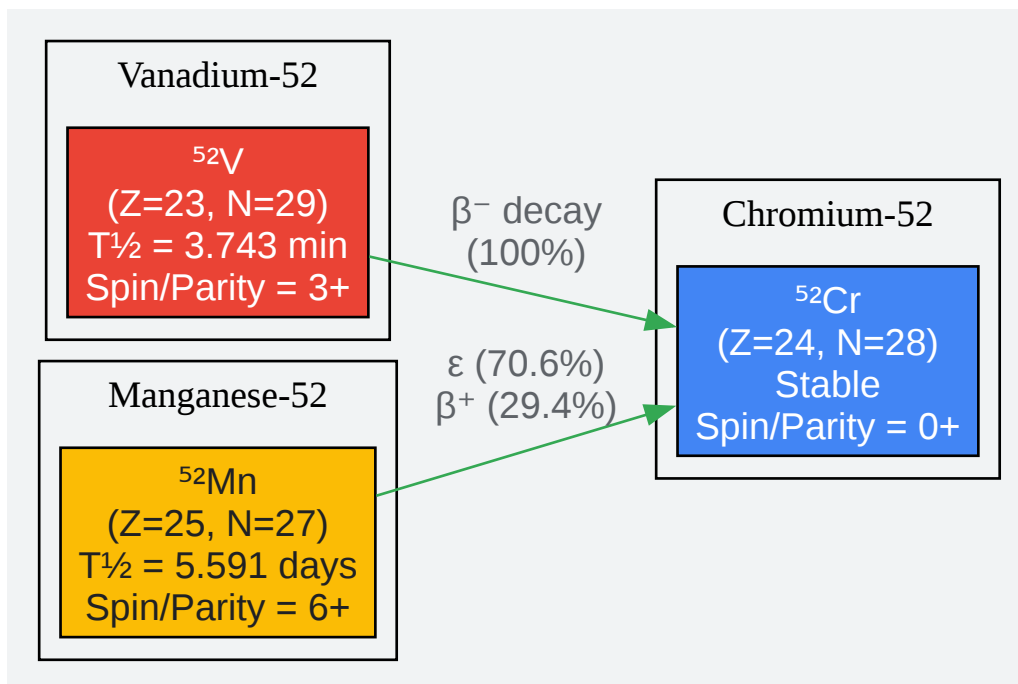 Vanadium-52
⁵²V
(Z=23, N=29)
T½ = 3.743 min
Spin/Parity = 3+
β⁻ decay
(100%)
Chromium-52
⁵²Cr
(Z=24, N=28)
Stable
Spin/Parity = 0+
ε (70.6%)
β⁺ (29.4%)
Manganese-52
⁵²Mn
(Z=25, N=27)
T½ = 5.591 days
Spin/Parity = 6+